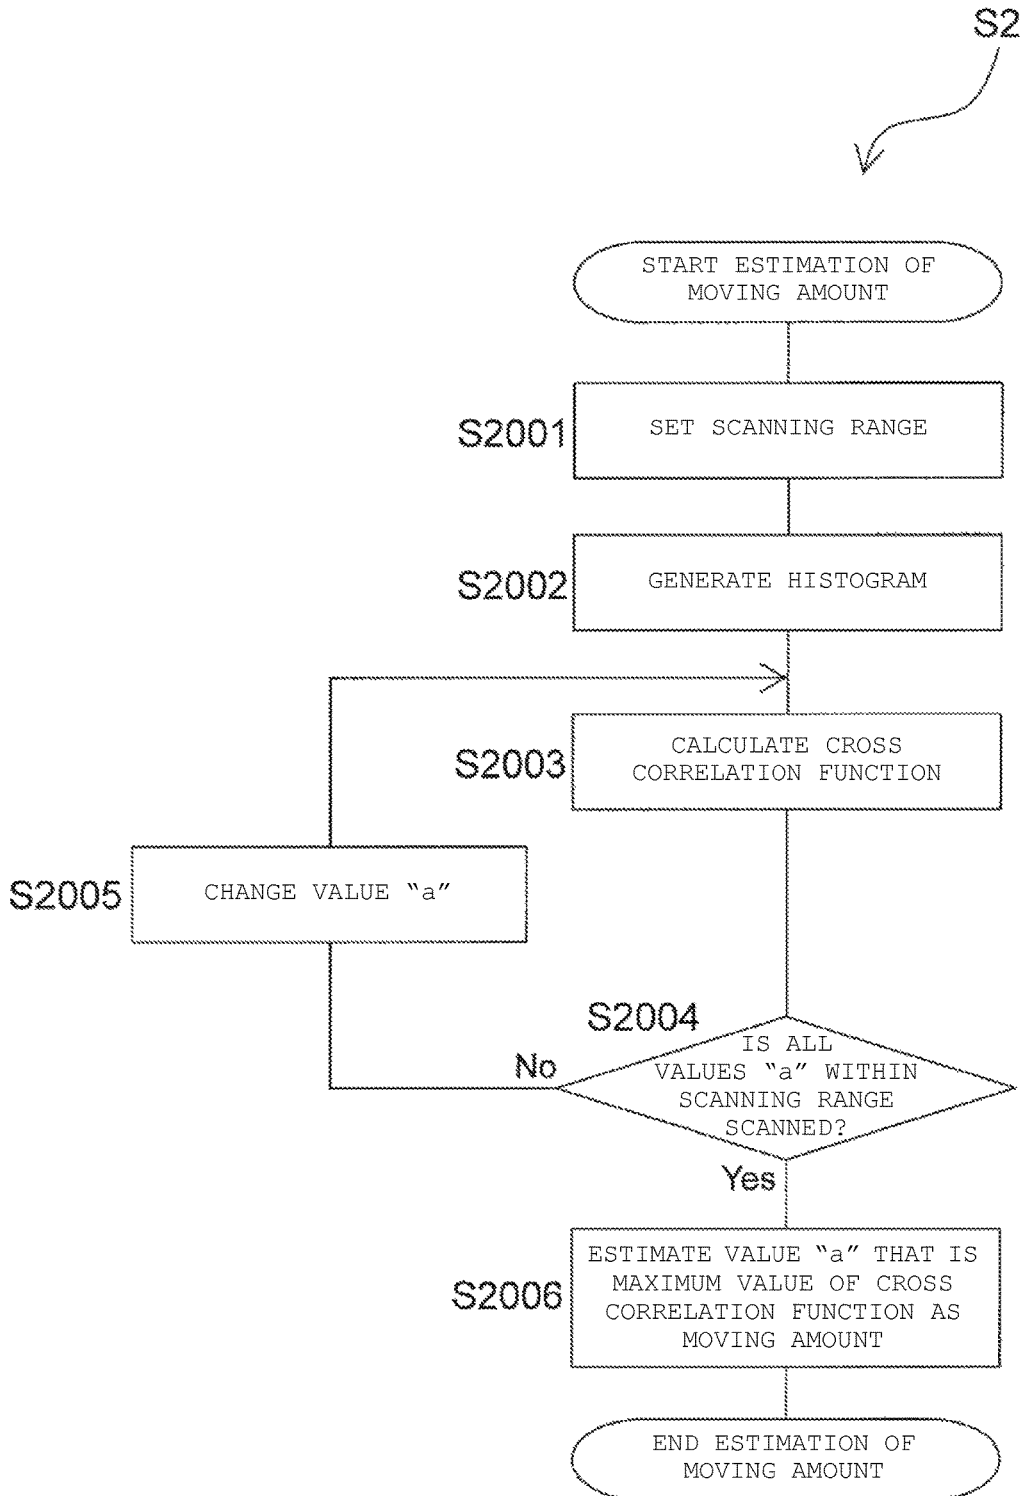 S2
START ESTIMATION OF
MOVING AMOUNT
S2001
SET SCANNING RANGE
S2002
GENERATE HISTOGRAM
S2003
CALCULATE CROSS
CORRELATION FUNCTION
S2005
CHANGE VALUE “a”
S2004
IS ALL
VALUES “a” WITHIN
SCANNING RANGE
SCANNED?
No
Yes
S2006
ESTIMATE VALUE “a” THAT IS
MAXIMUM VALUE OF CROSS
CORRELATION FUNCTION AS
MOVING AMOUNT
END ESTIMATION OF
MOVING AMOUNT